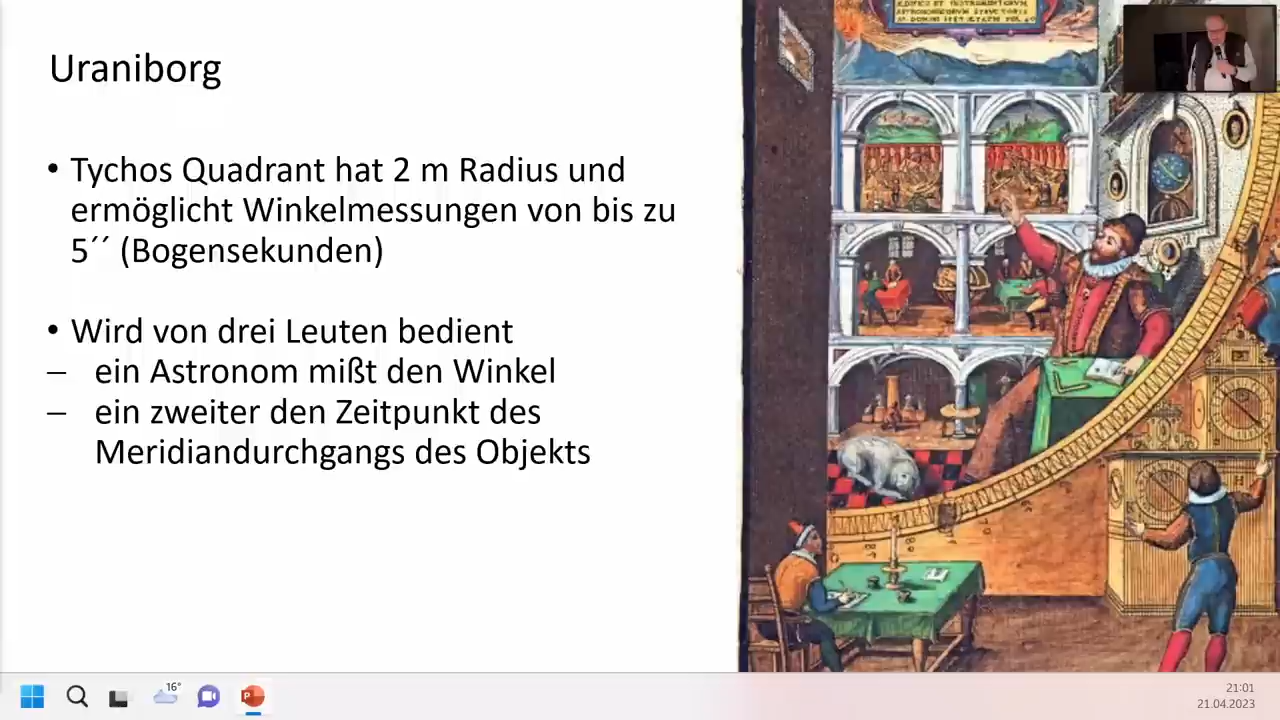 Uraniborg
• Tychos Quadrant hat 2 m Radius und
ermöglicht Winkelmessungen von bis zu
5´´ (Bogensekunden)
• Wird von drei Leuten bedient
– ein Astronom mißt den Winkel
– ein zweiter den Zeitpunkt des
Meridiandurchgangs des Objekts
16°
21:01
21.04.2023